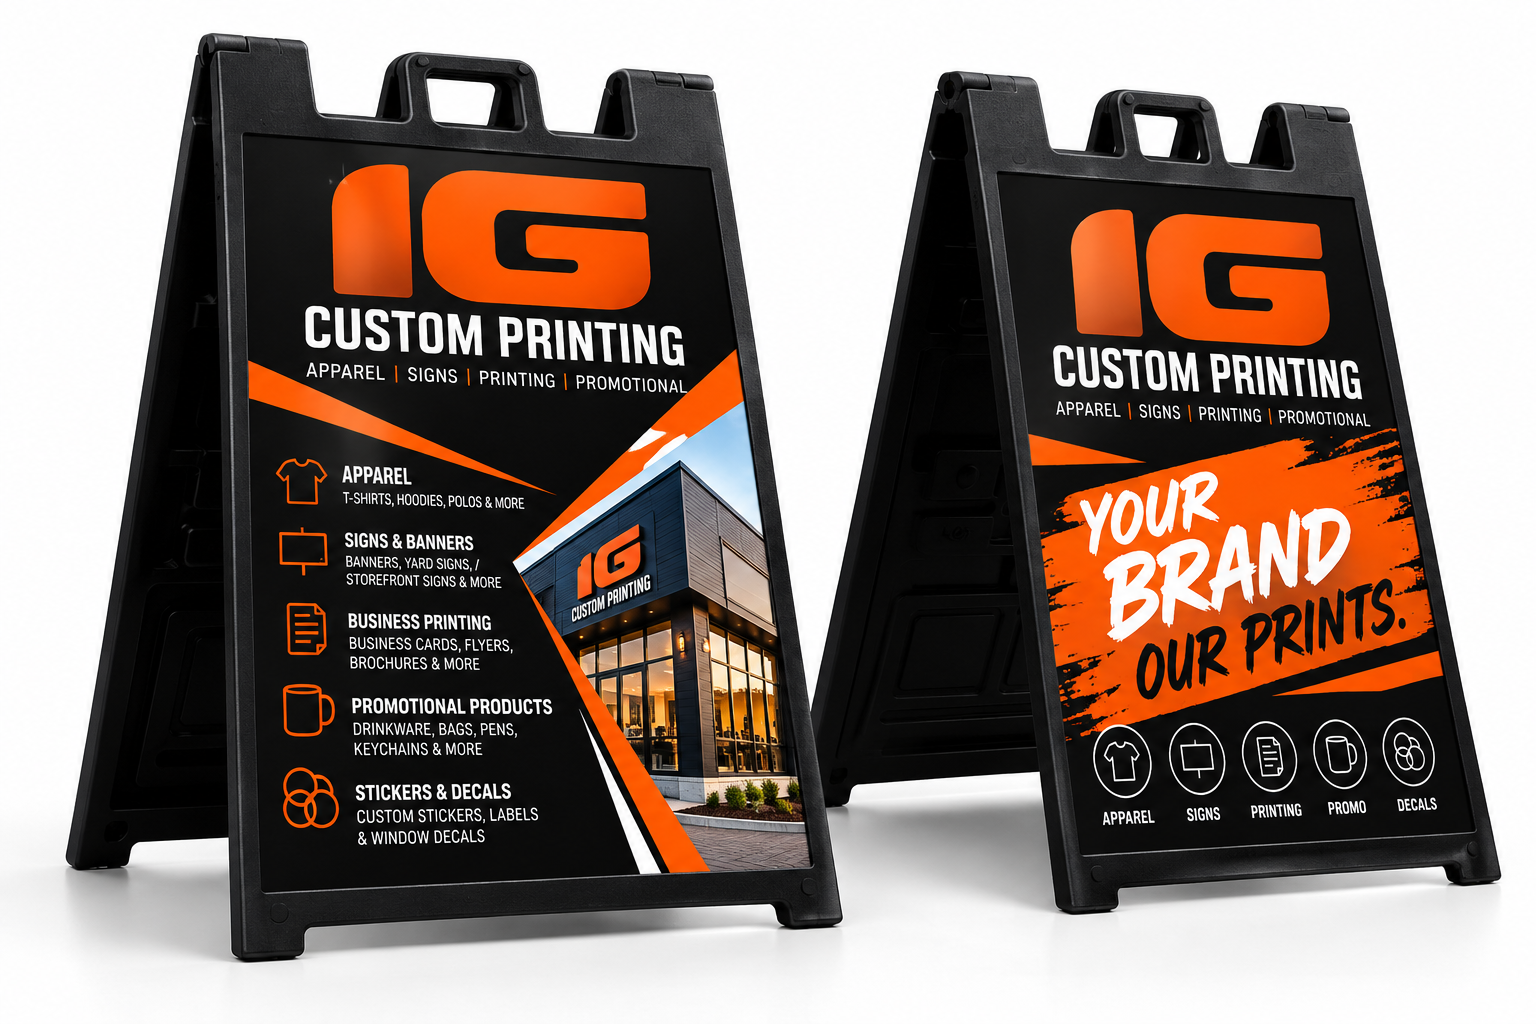 IG
CUSTOM PRINTING
APPAREL | SIGNS | PRINTING | PROMOTIONAL
APPAREL
T-SHIRTS, HOODIES, POLOS & MORE
SIGNS & BANNERS
BANNERS, YARD SIGNS, /
STOREFRONT SIGNS & MORE
BUSINESS PRINTING
BUSINESS CARDS, FLYERS,
BROCHURES & MORE
PROMOTIONAL PRODUCTS
DRINKWARE, BAGS, PENS,
KEYCHAINS & MORE
STICKERS & DECALS
CUSTOM STICKERS, LABELS
& WINDOW DECALS
IG
CUSTOM PRINTING
IG
CUSTOM PRINTING
APPAREL | SIGNS | PRINTING | PROMOTIONAL
YOUR
BRAND
OUR PRINTS.
APPAREL
SIGNS
PRINTING
PROMO
DECALS